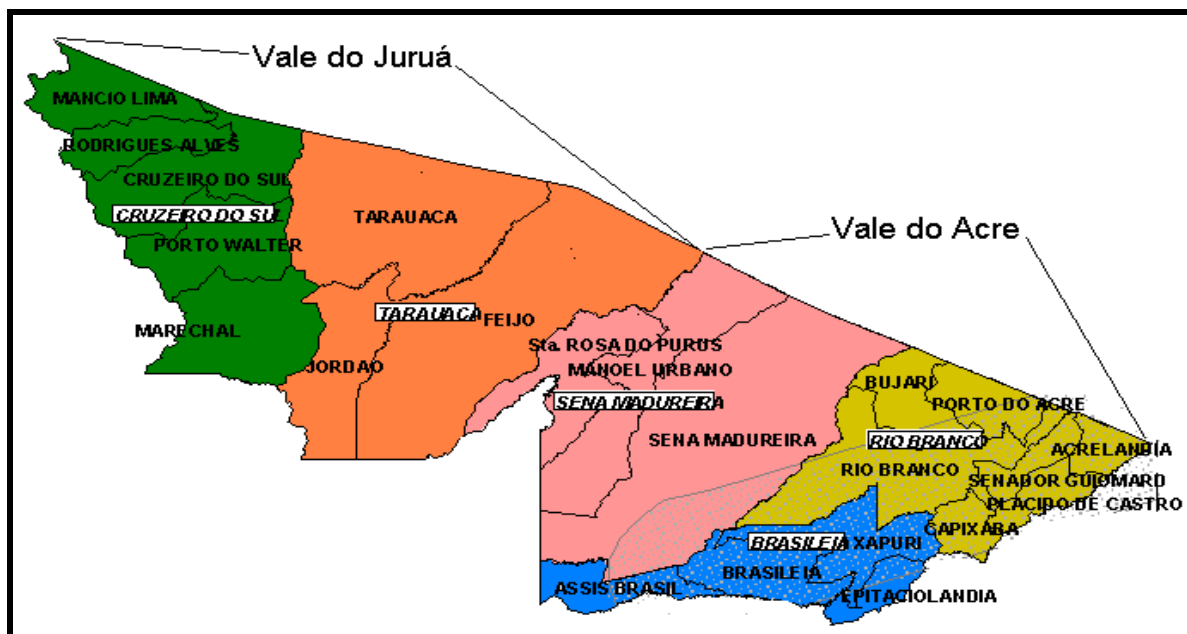 Vale do Juruá
MANCIO LIMA
RODRIGUES ALVES
CRUZEIRO DO SUL
CRUZEIRO DO SUL
PORTO WALTER
MARECHAL
TARAUACA
TARAUACA
FEIJO
JORDAO
Vale do Acre
Sta. ROSA DO PURUS
MANOEL URBANO
SENA MADUREIRA
SENA MADUREIRA
BUJARI
PORTO DO ACRE
RIO BRANCO
ACRELANDIA
RIO BRANCO
SENADOR GUIOMARD
PLACIDO DE CASTRO
CAPIXABA
BRASILEIA
XAPURI
BRASILEIA
ASSIS BRASIL
EPITACIOLANDIA